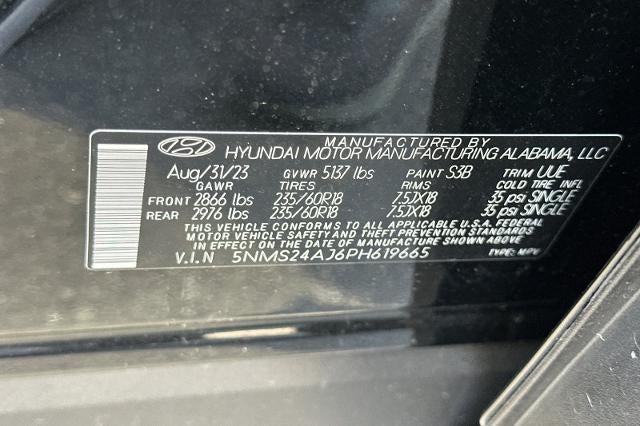 MANUFACTURED BY
HYUNDAI MOTOR MANUFACTURING ALABAMA, LLC
Aug/31/23 GVWR 5137 lbs PAINT S3B TRIM UUE
GAWR TIRES RIMS COLD TIRE INFL
FRONT 2866 lbs 235/60R18 7.5JX18 35 psi SINGLE
REAR 2976 lbs 235/60R18 7.5JX18 35 psi SINGLE
THIS VEHICLE CONFORMS TO ALL APPLICABLE U.S.A. FEDERAL
MOTOR VEHICLE SAFETY AND THEFT PREVENTION STANDARDS IN
EFFECT ON THE DATE OF MANUFACTURE SHOWN ABOVE.
V.I.N 5NMS24AJ6PH619665 TYPE: MPV